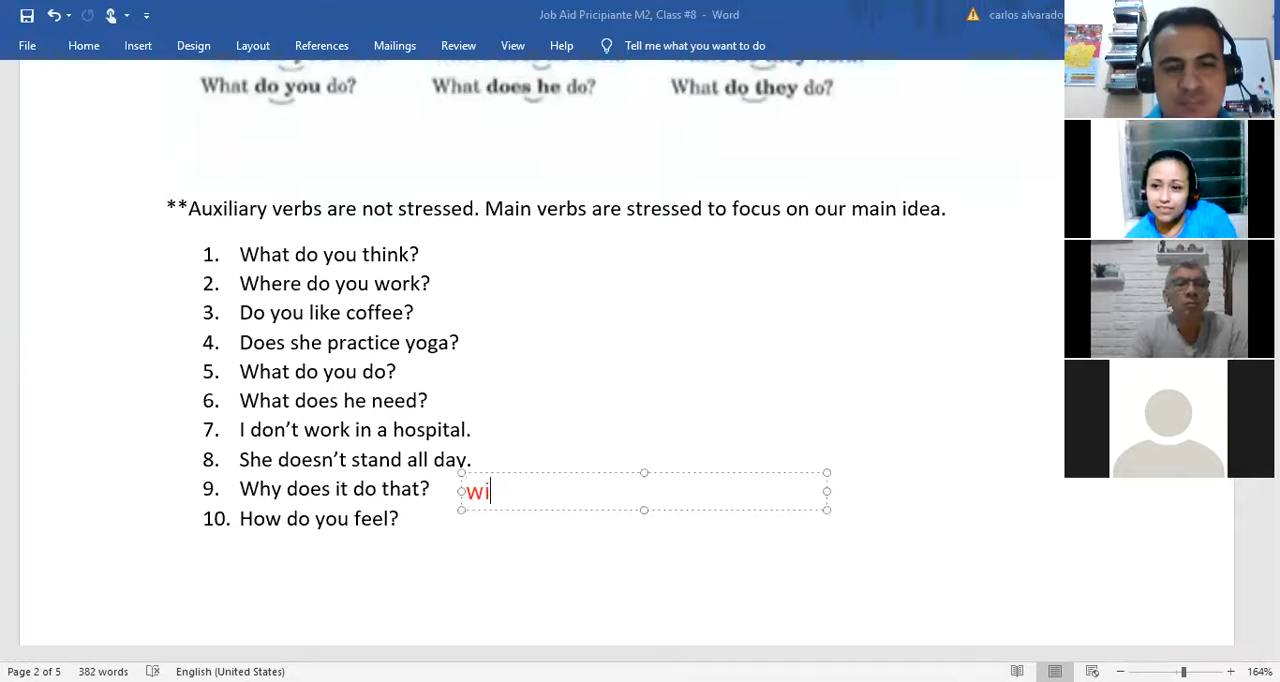 Job Aid Pricipiante M2, Class #8 - Word
carlos alvarado
File Home Insert Design Layout References Mailings Review View Help Tell me what you want to do
What do you do? What does he do? What do they do?
**Auxiliary verbs are not stressed. Main verbs are stressed to focus on our main idea.
1. What do you think?
2. Where do you work?
3. Do you like coffee?
4. Does she practice yoga?
5. What do you do?
6. What does he need?
7. I don’t work in a hospital.
8. She doesn’t stand all day.
9. Why does it do that? wi
10. How do you feel?
Page 2 of 5 382 words English (United States) 164%